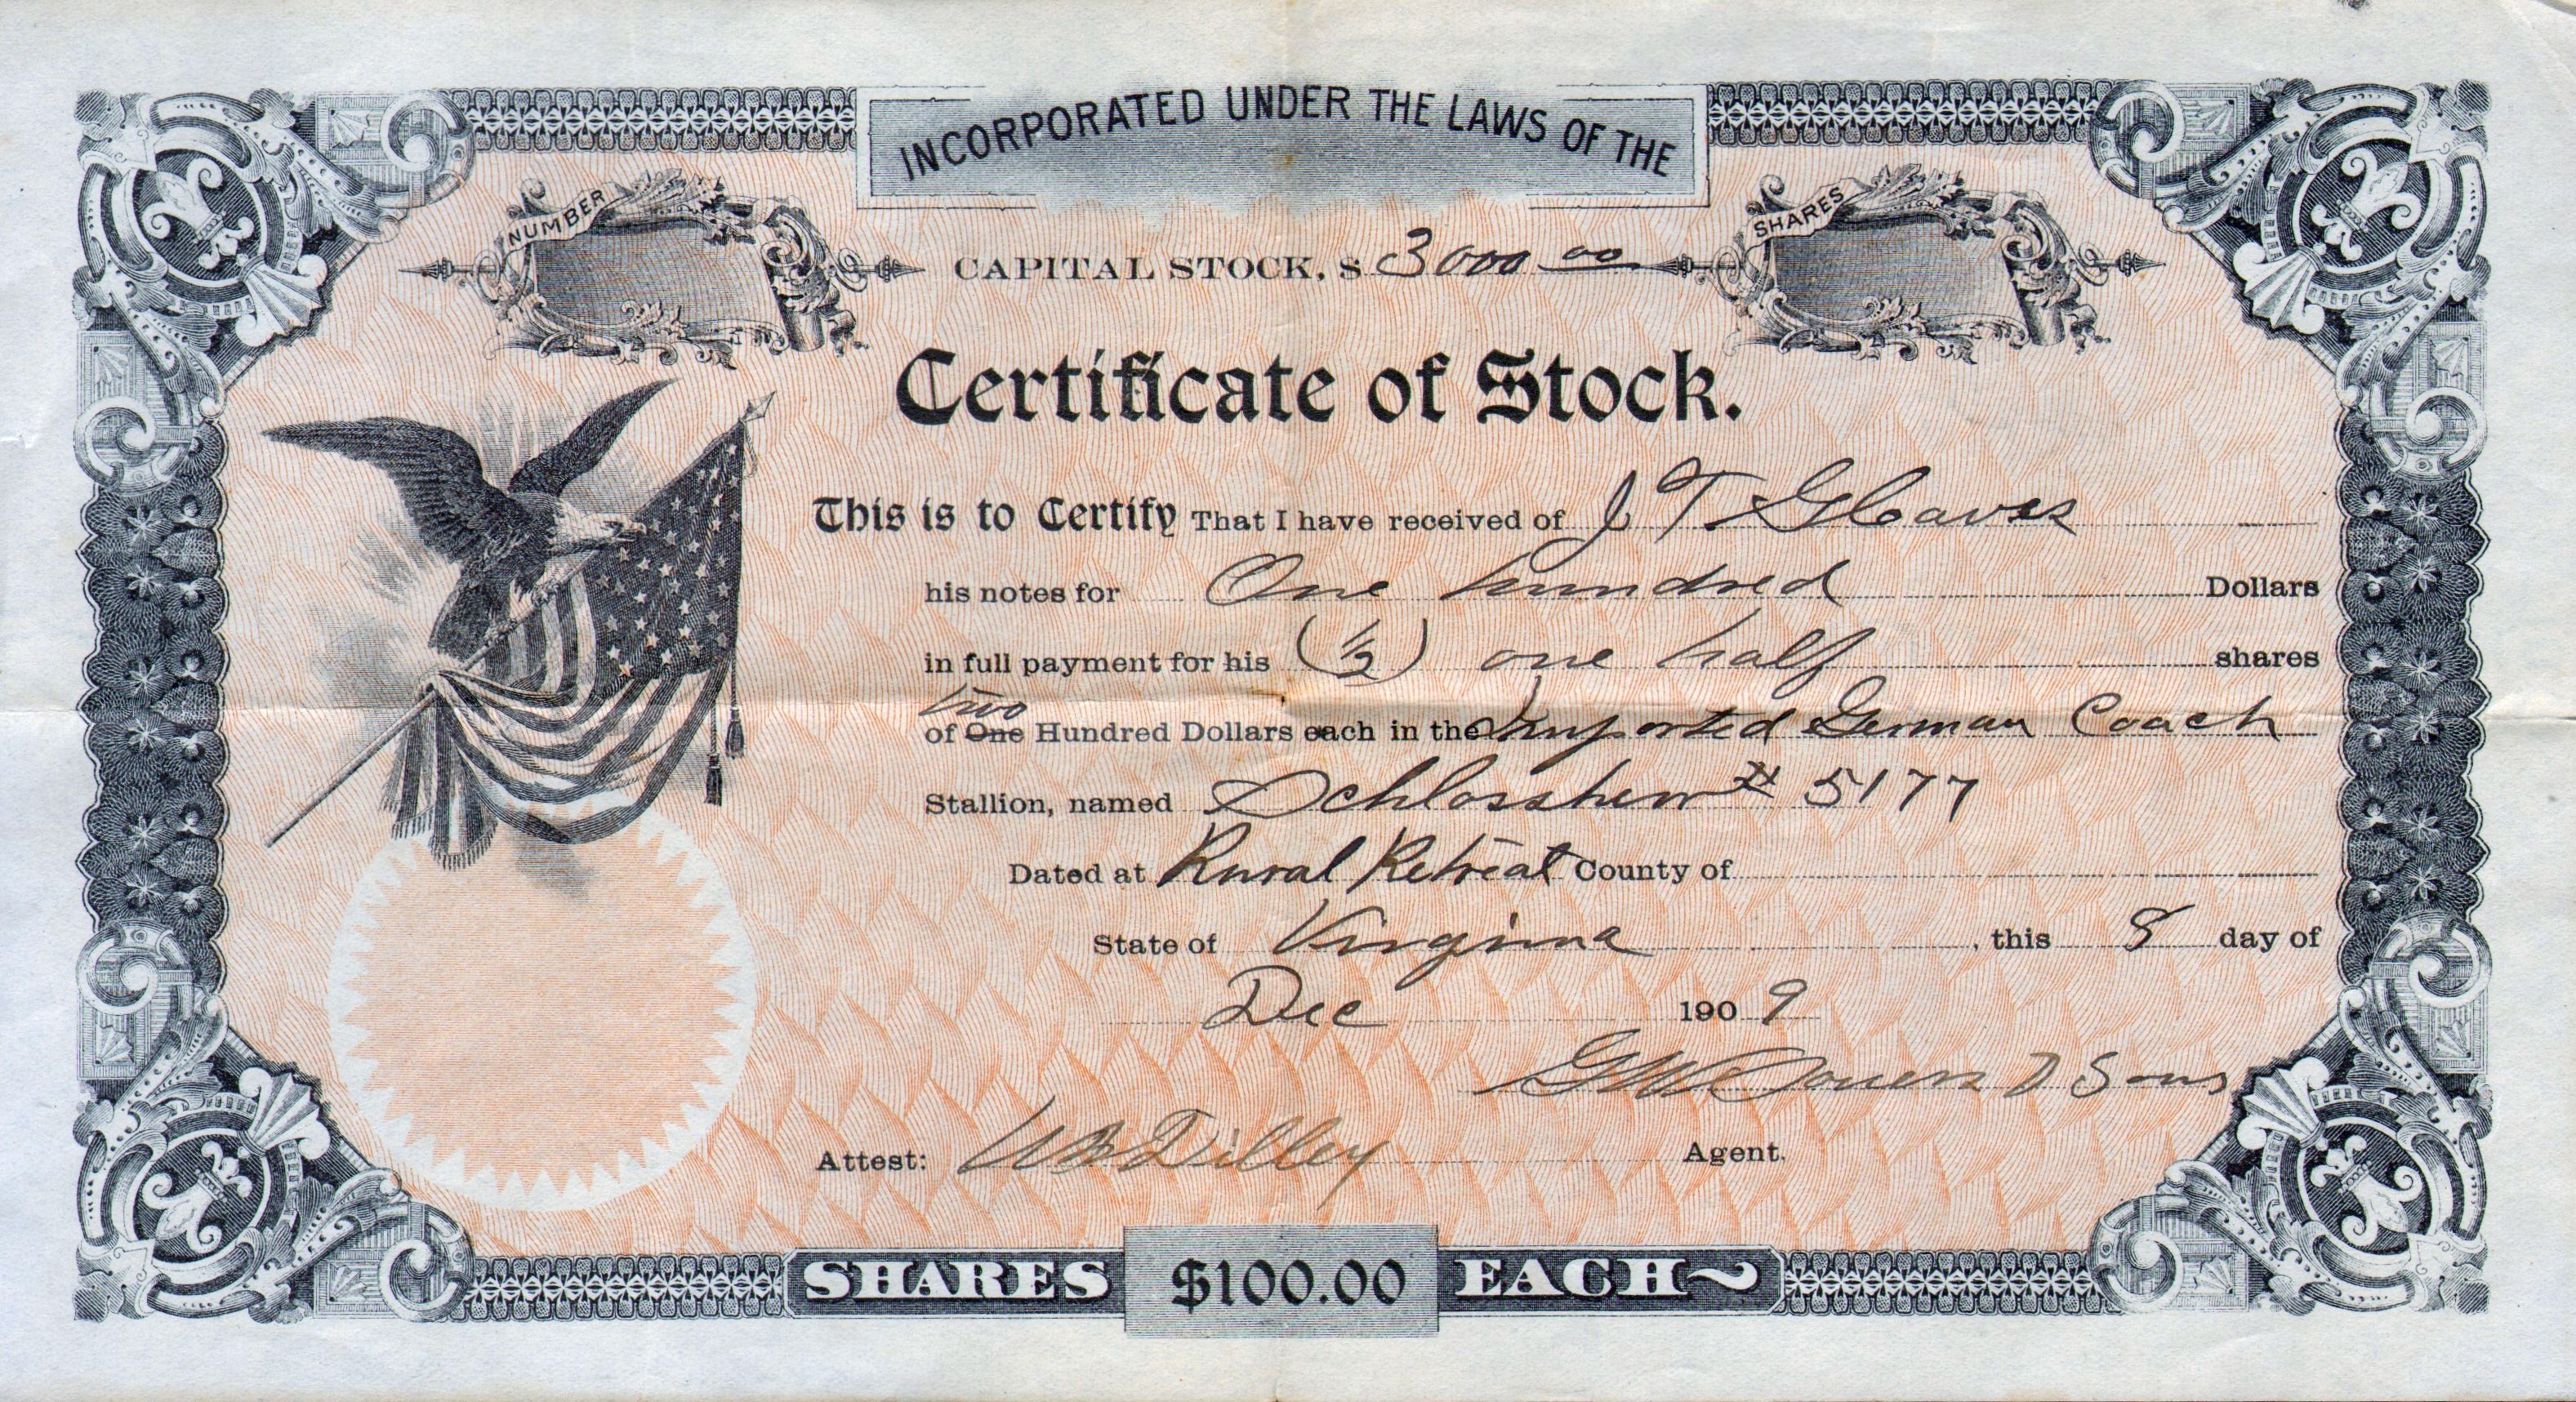 INCORPORATED UNDER THE LAWS OF THE
NUMBER
SHARES
CAPITAL STOCK, $ 3000 00
Certificate of Stock.
This is to Certify That I have received of J T Gleaves
his notes for One hundred Dollars
in full payment for his (1/2) one half shares
two
of One Hundred Dollars each in the Imported German Coach
Stallion, named # 5177
Dated at Rural Retreat County of
State of Virginia, this 8 day of
Dec 1909
Sons
Attest: Dilley Agent.
SHARES $100.00 EACH